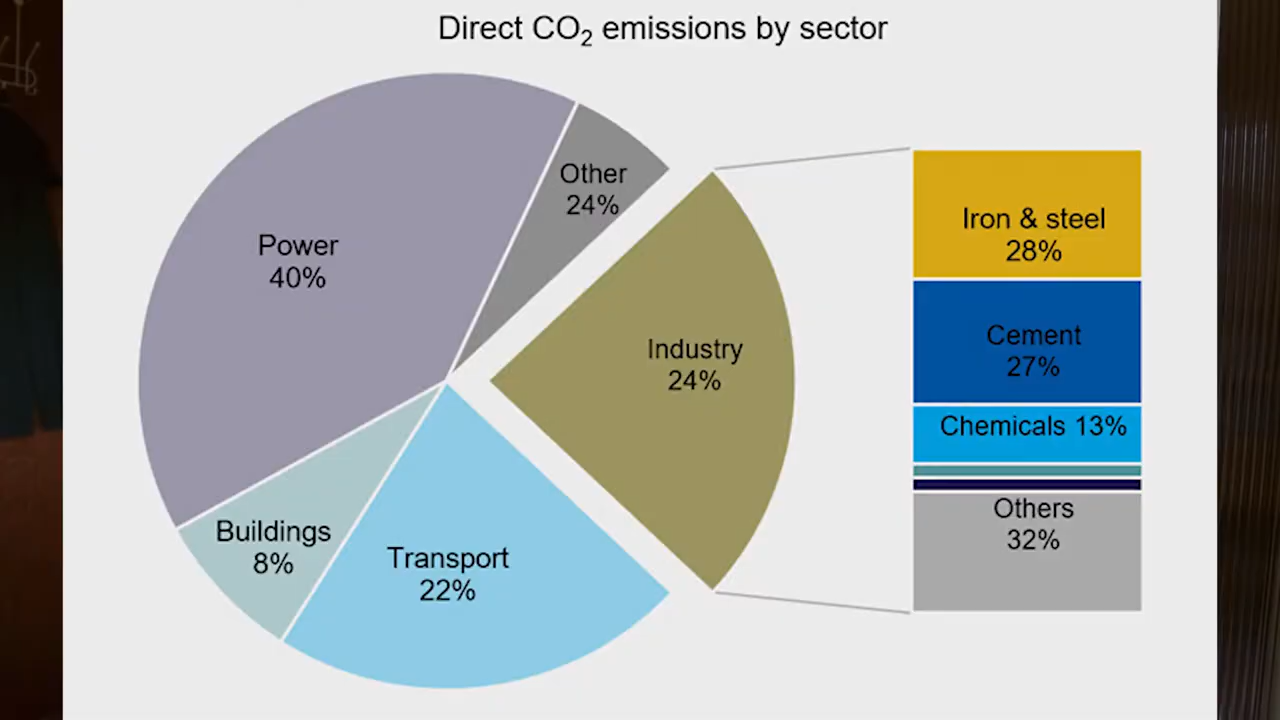 Direct CO₂ emissions by sector
Other
24%
Power
40%
Industry
24%
Buildings
8%
Transport
22%
Iron & steel
28%
Cement
27%
Chemicals 13%
Others
32%